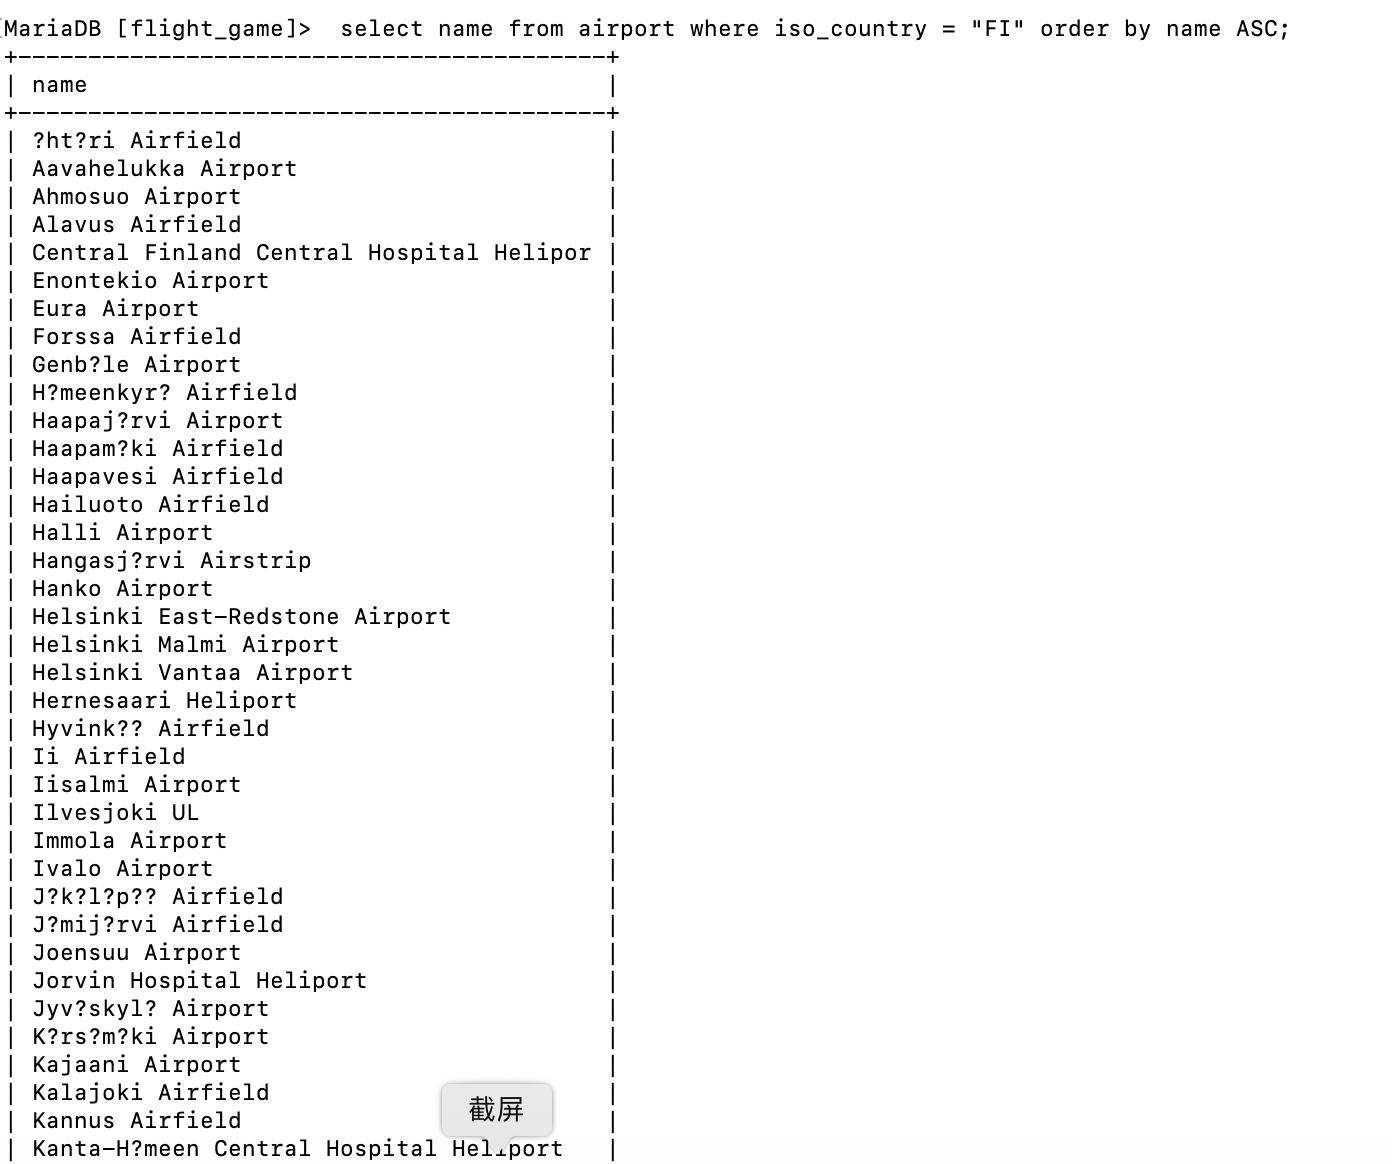 MariaDB [flight_game]>  select name from airport where iso_country = "FI" order by name ASC;
+------------------------------------------+
| name                                     |
+------------------------------------------+
| ?ht?ri Airfield                          |
| Aavahelukka Airport                      |
| Ahmosuo Airport                          |
| Alavus Airfield                          |
| Central Finland Central Hospital Helipor |
| Enontekio Airport                        |
| Eura Airport                             |
| Forssa Airfield                          |
| Genb?le Airport                          |
| H?meenkyr? Airfield                      |
| Haapaj?rvi Airport                       |
| Haapam?ki Airfield                       |
| Haapavesi Airfield                       |
| Hailuoto Airfield                        |
| Halli Airport                            |
| Hangasj?rvi Airstrip                     |
| Hanko Airport                            |
| Helsinki East-Redstone Airport           |
| Helsinki Malmi Airport                   |
| Helsinki Vantaa Airport                  |
| Hernesaari Heliport                      |
| Hyvink?? Airfield                        |
| Ii Airfield                              |
| Iisalmi Airport                          |
| Ilvesjoki UL                             |
| Immola Airport                           |
| Ivalo Airport                            |
| J?k?l?p?? Airfield                       |
| J?mij?rvi Airfield                       |
| Joensuu Airport                          |
| Jorvin Hospital Heliport                 |
| Jyv?skyl? Airport                        |
| K?rs?m?ki Airport                        |
| Kajaani Airport                          |
| Kalajoki Airfield                        |
| Kannus Airfield                          |
| Kanta-H?meen Central Hospital Heliport   |
截屏